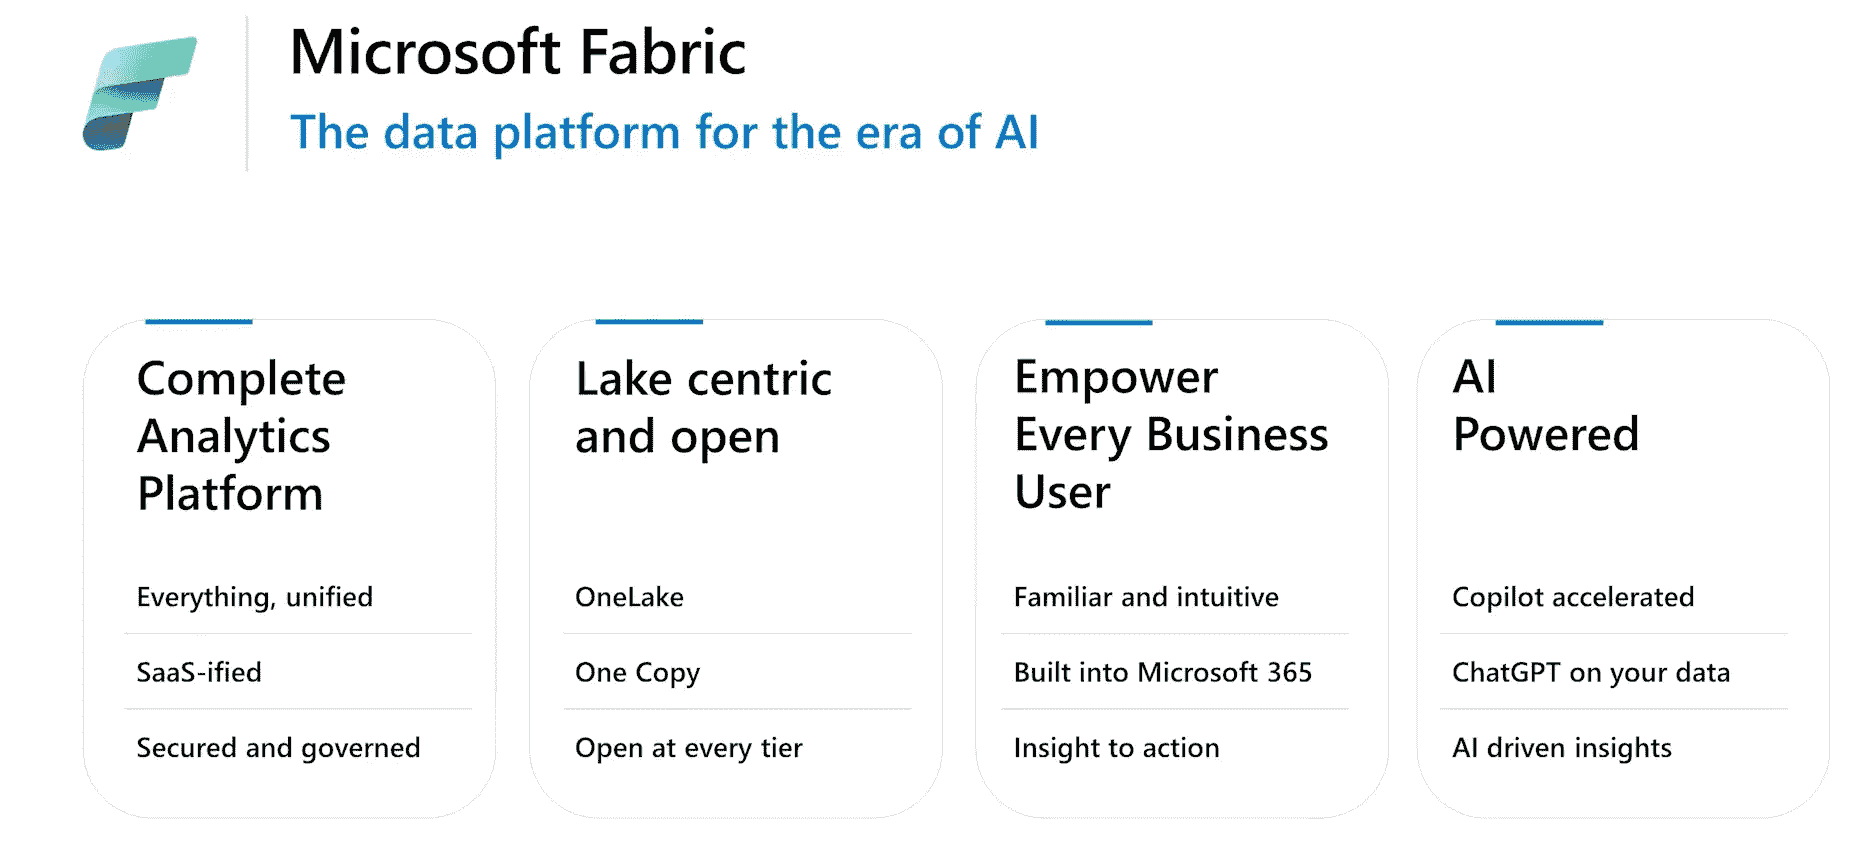 Microsoft Fabric
The data platform for the era of AI
Complete
Analytics
Platform
Everything, unified
SaaS-ified
Secured and governed
Lake centric
and open
OneLake
One Copy
Open at every tier
Empower
Every Business
User
Familiar and intuitive
Built into Microsoft 365
Insight to action
AI
Powered
Copilot accelerated
ChatGPT on your data
AI driven insights